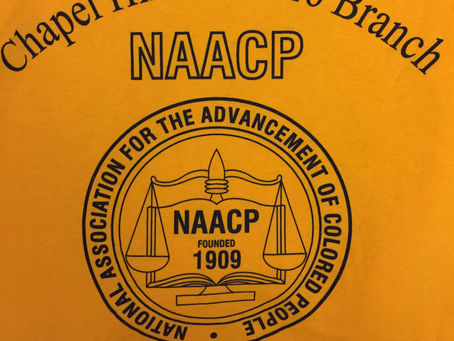 Chapel Branch
NAACP
NATIONAL ASSOCIATION FOR THE ADVANCEMENT OF COLORED PEOPLE
NAACP
FOUNDED
1909